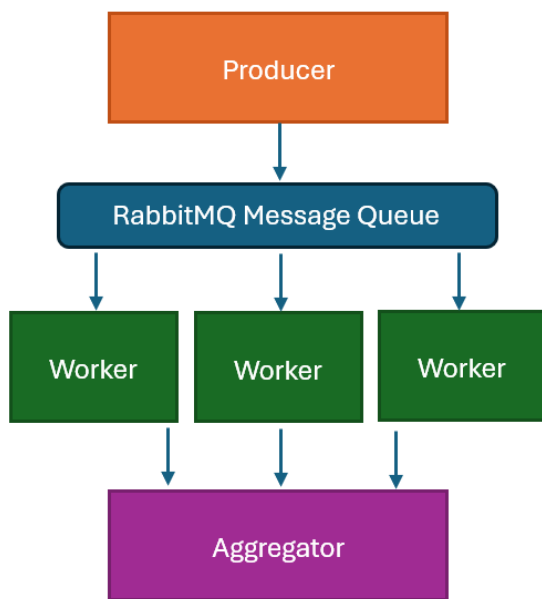 Producer
RabbitMQ Message Queue
Worker
Worker
Worker
Aggregator